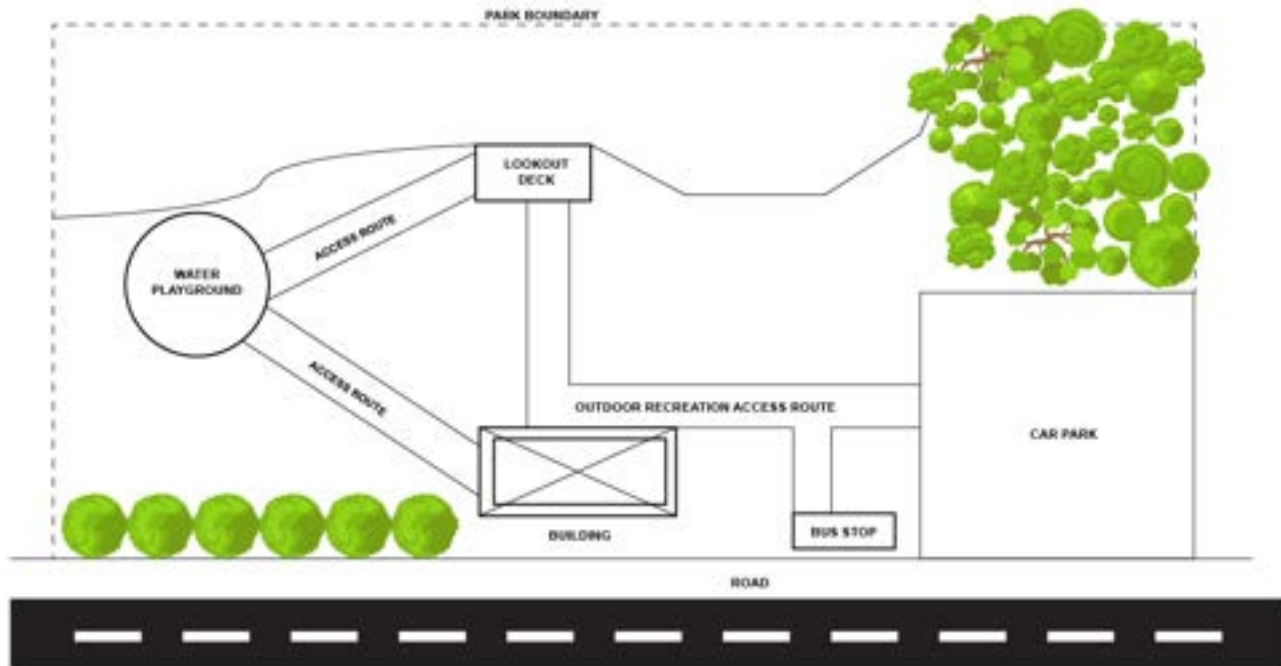 PARK BOUNDARY
LOOKOUT
DECK
ACCESS ROUTE
WATER
PLAYGROUND
ACCESS ROUTE
OUTDOOR RECREATION ACCESS ROUTE
CAR PARK
BUILDING
BUS STOP
ROAD